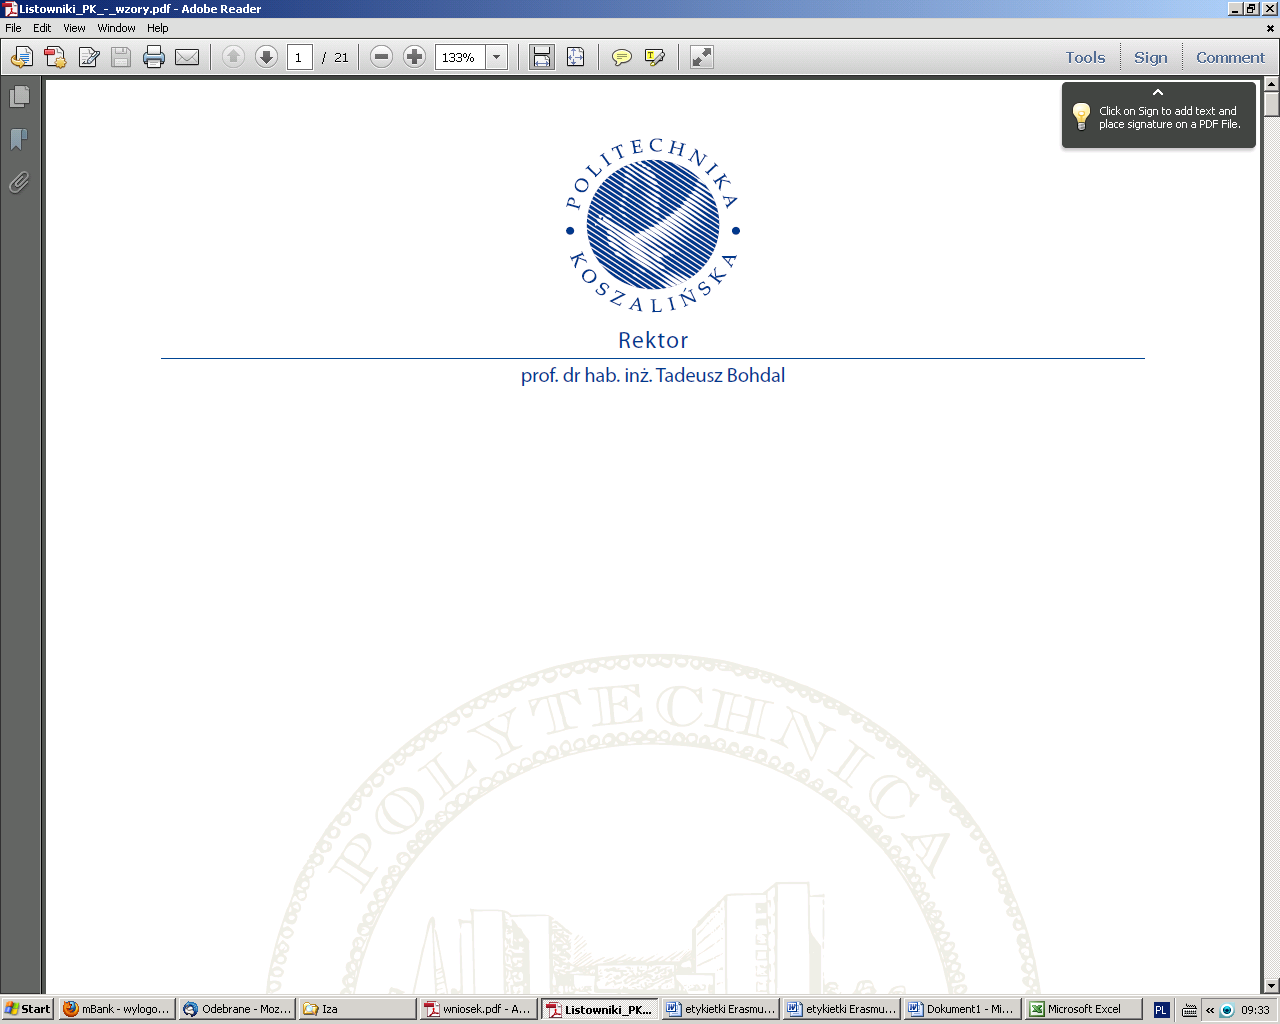 Listowniki_PK_-_wzory.pdf - Adobe Reader
File Edit View Window Help
1 / 21 133% Tools Sign Comment
Click on Sign to add text and
place signature on a PDF File.
POLITECHNIKA
KOSZALIŃSKA
Rektor
prof. dr hab. inż. Tadeusz Bohdal
POLYTECHNICA
Start mBank - wylogo... Odebrane - Moz... Iza wniosek.pdf - A... Listowniki_PK... etykietki Erasmu... etykietki Erasmu... Dokument1 - Mi... Microsoft Excel PL « 09:33